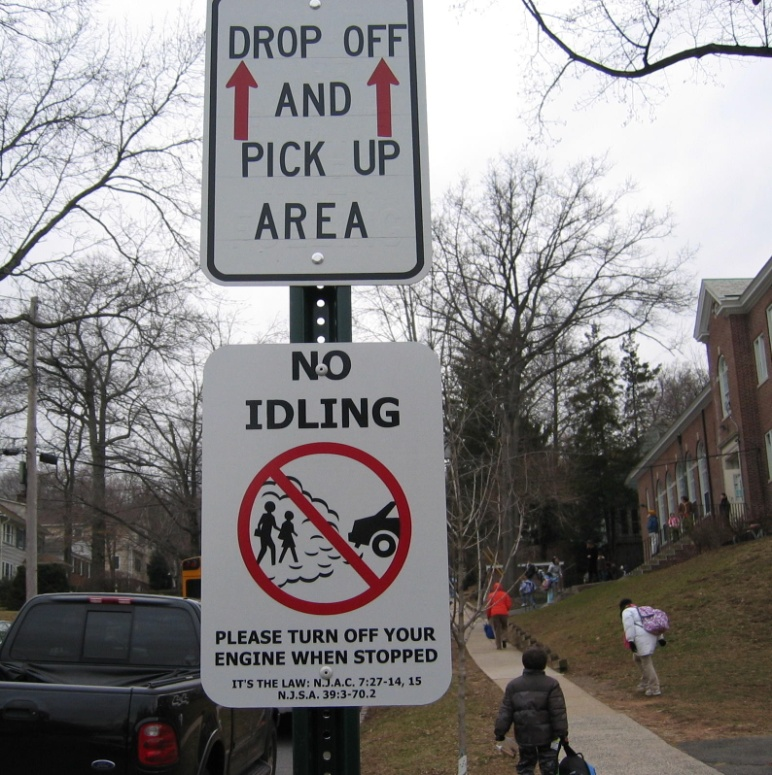 DROP OFF
AND
PICK UP
AREA
NO
IDLING
PLEASE TURN OFF YOUR
ENGINE WHEN STOPPED
IT'S THE LAW: N.J.A.C. 7:27-14, 15
N.J.S.A. 39:3-70.2